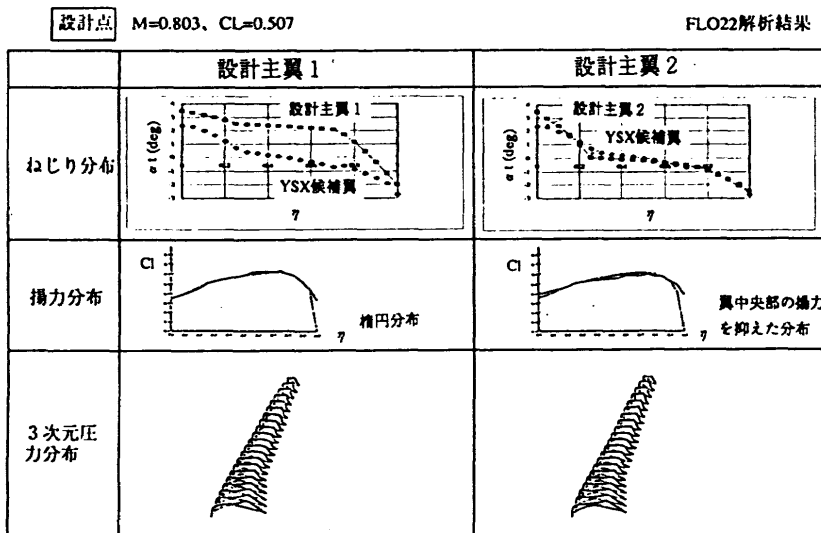 設計点 M=0.803、CL=0.507 FLO22解析結果
設計主翼1 設計主翼2
ねじり分布
αt(deg)
設計主翼1
YSX候補翼
η
αt(deg)
設計主翼2
YSX候補翼
η
揚力分布
Cl
楕円分布
η
Cl
翼中央部の揚力
を抑えた分布
η
3次元圧
力分布